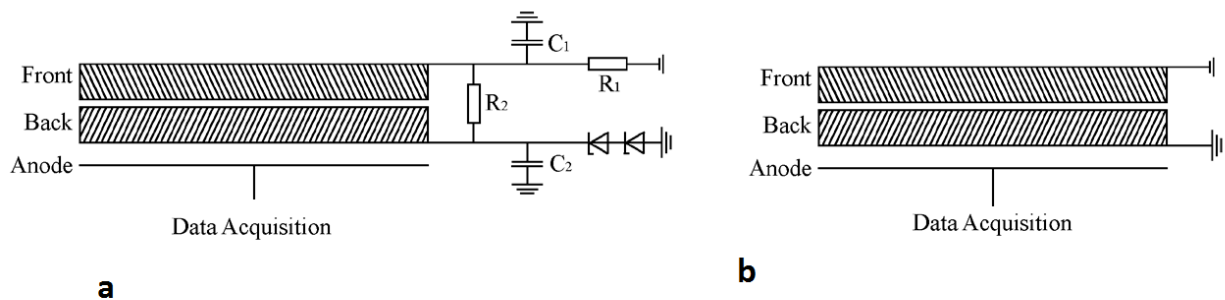 C1
Front
R1
R2
Back
C2
Anode
Data Acquisition
a
Front
Back
Anode
Data Acquisition
b